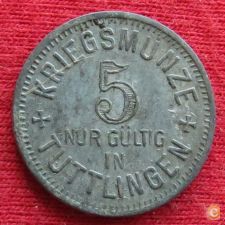 KRIEGSMÜNZE
5
NUR GÜLTIG
IN
TUTTLINGEN